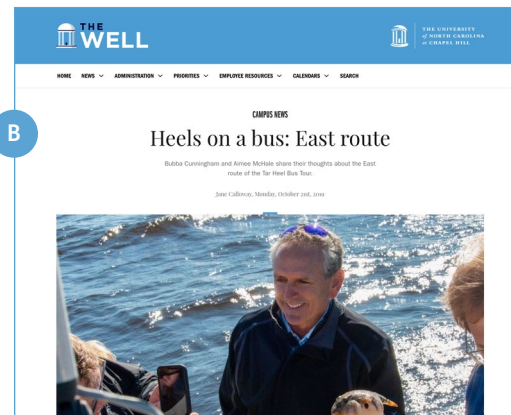 THE
WELL
THE UNIVERSITY
of NORTH CAROLINA
at CHAPEL HILL
HOME NEWS ADMINISTRATION PRIORITIES EMPLOYEE RESOURCES CALENDARS SEARCH
B
CAMPUS NEWS
Heels on a bus: East route
Bubba Cunningham and Aimee McHale share their thoughts about the East
route of the Tar Heel Bus Tour.
Jane Calloway, Monday, October 21st, 2019